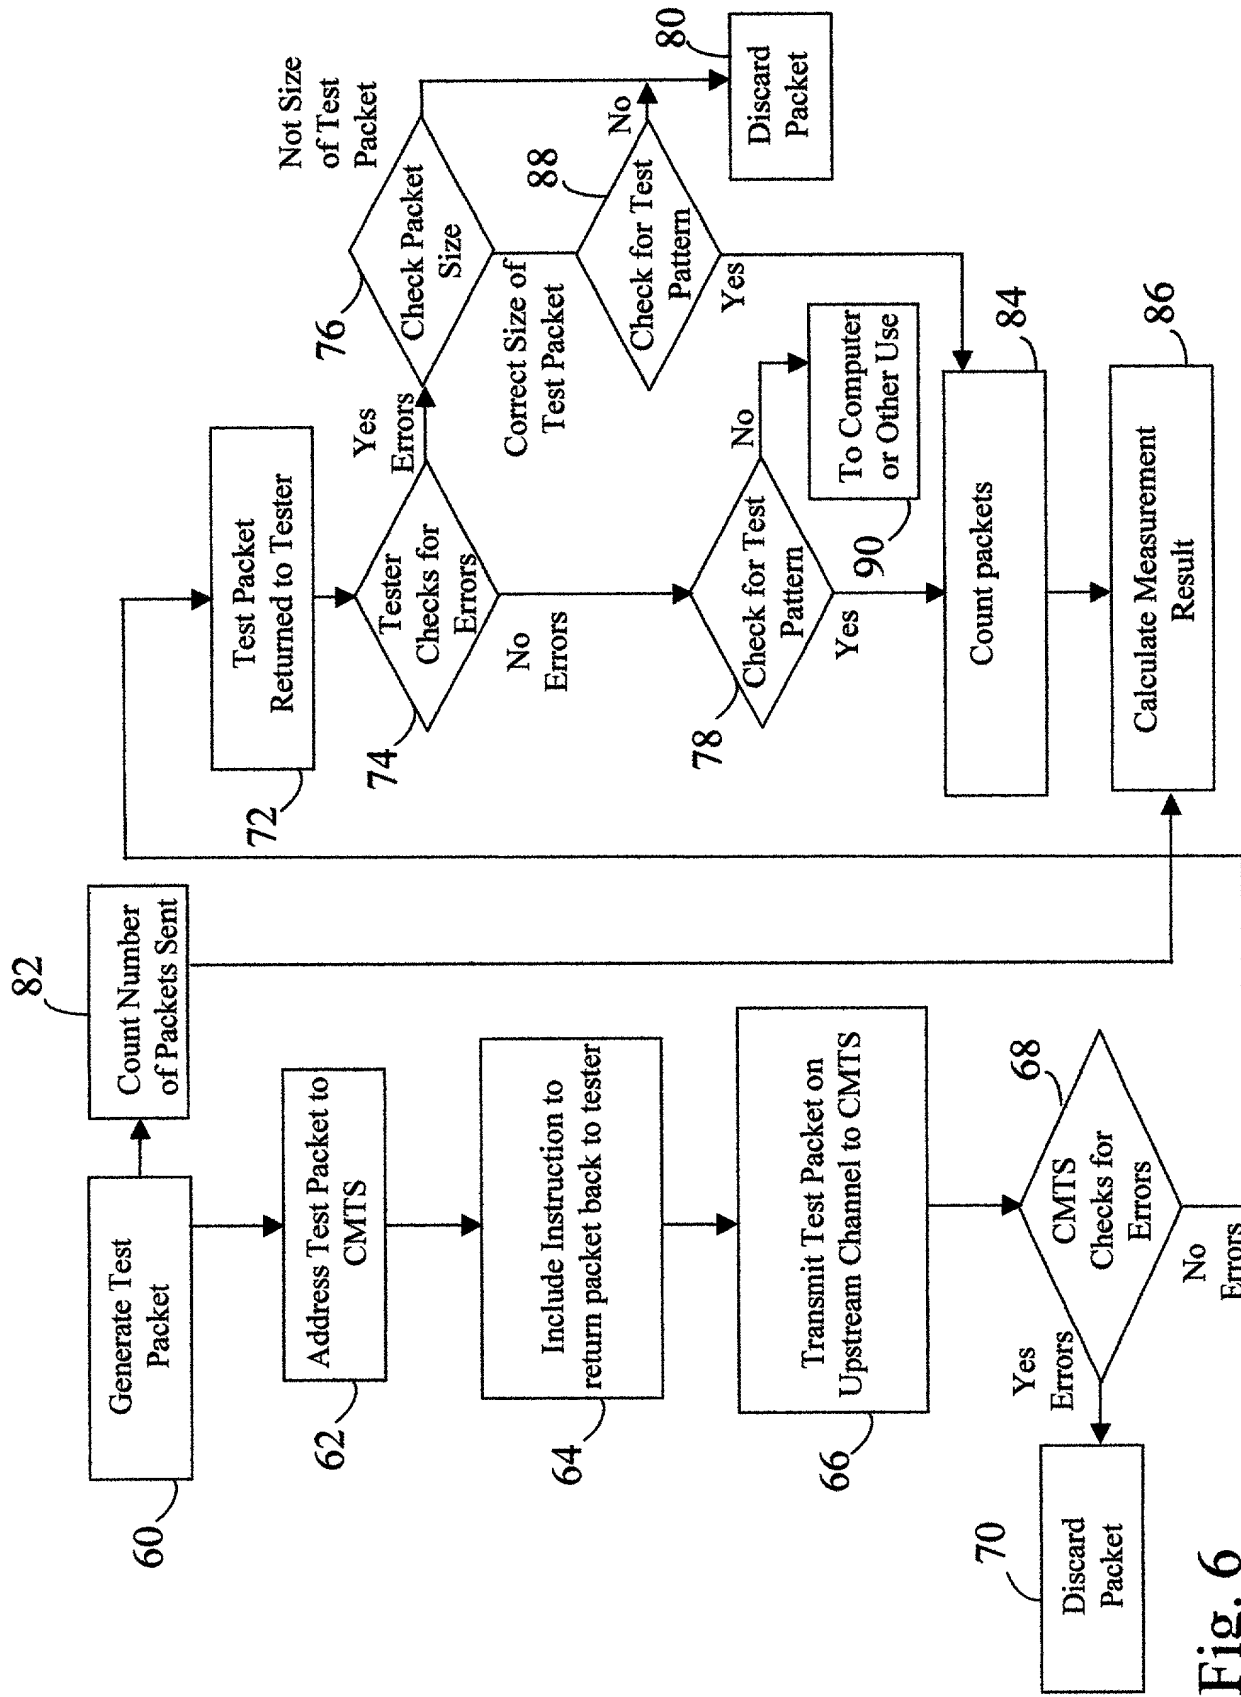 60
Generate Test
Packet
82
Count Number
of Packets Sent
62
Address Test Packet to
CMTS
64
Include Instruction to
return packet back to tester
66
Transmit Test Packet on
Upstream Channel to CMTS
68
CMTS
Checks for
Errors
Yes
Errors
No
Errors
70
Discard
Packet
72
Test Packet
Returned to Tester
74
Tester
Checks for
Errors
Yes
Errors
No
Errors
76
Check Packet
Size
Not Size
of Test
Packet
Correct Size of
Test Packet
88
Check for Test
Pattern
No
Yes
80
Discard
Packet
78
Check for Test
Pattern
No
Yes
90
To Computer
or Other Use
84
Count packets
86
Calculate Measurement
Result
Fig. 6